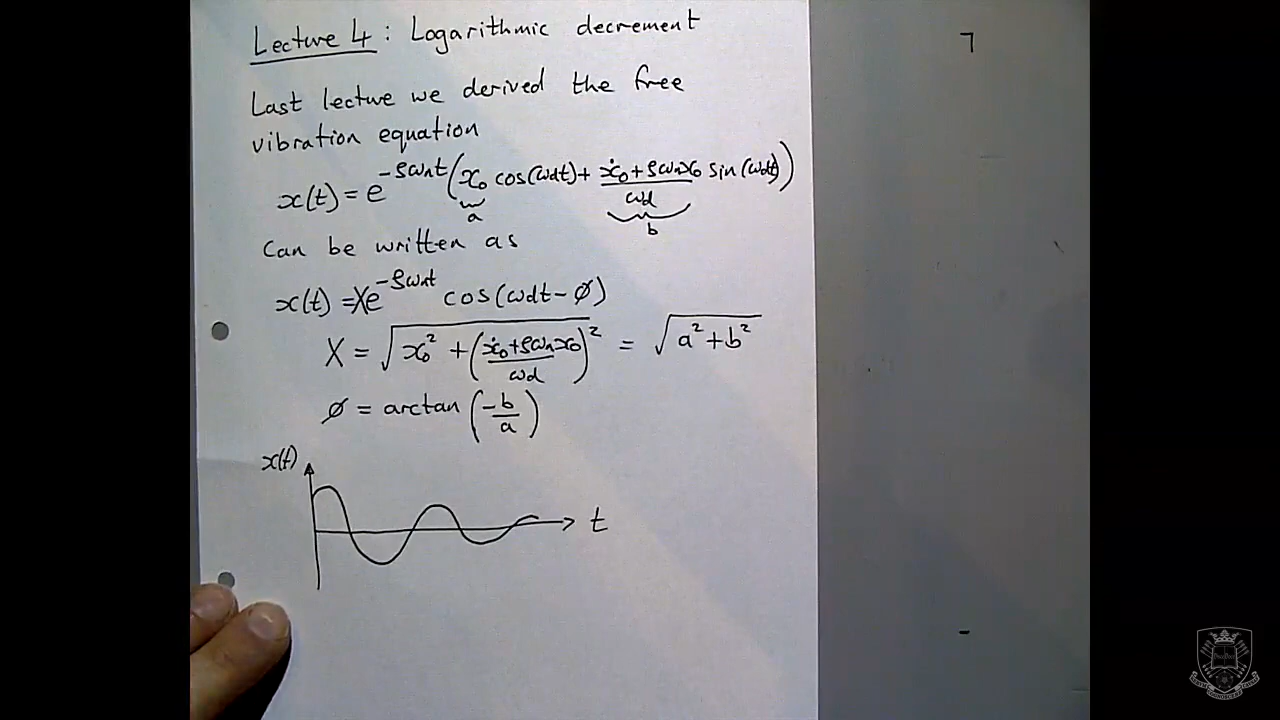 Lecture 4 : Logarithmic decrement
Last lecture we derived the free
vibration equation
x(t) = e^{-ζωnt} (x₀ cos(ωdt) + (ẋ₀ + ζωnx₀)/ωd sin(ωdt))
a b
Can be written as
x(t) = Xe^{-ζωnt} cos(ωdt - ϕ)
X = √(x₀² + ((ẋ₀ + ζωnx₀)/ωd)²) = √(a² + b²)
ϕ = arctan (-b/a)
x(t)
t
7